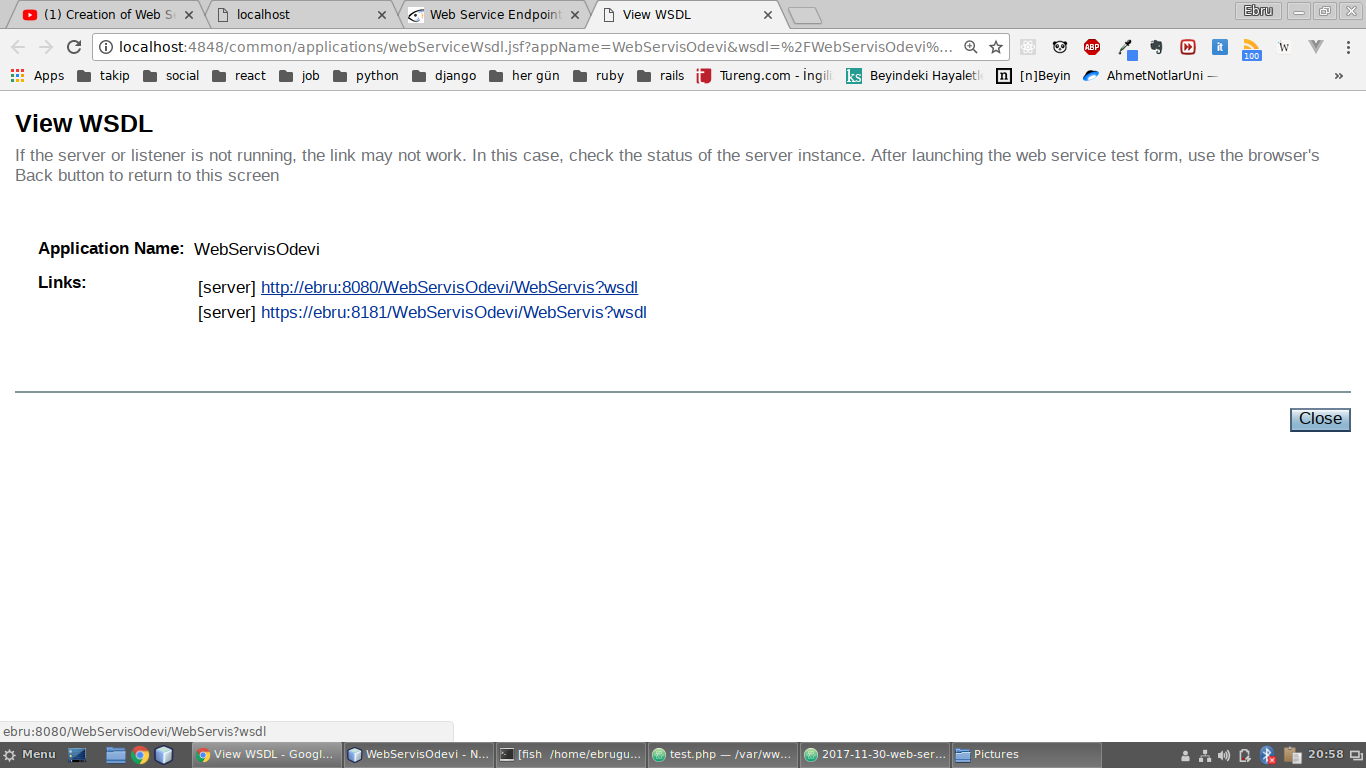 (1) Creation of Web Se
localhost
Web Service Endpoint
View WSDL
Ebru
localhost:4848/common/applications/webServiceWsdl.jsf?appName=WebServisOdevi&wsdl=%2FWebServisOdevi%...
ABP
it
100
W
Apps
takip
social
react
job
python
django
her gün
ruby
rails
Tureng.com - İngili
ks
Beyindeki Hayaletle
n
[n]Beyin
AhmetNotlarUni —
»
View WSDL
If the server or listener is not running, the link may not work. In this case, check the status of the server instance. After launching the web service test form, use the browser's
Back button to return to this screen
Application Name: WebServisOdevi
Links:
[server] http://ebru:8080/WebServisOdevi/WebServis?wsdl
[server] https://ebru:8181/WebServisOdevi/WebServis?wsdl
Close
ebru:8080/WebServisOdevi/WebServis?wsdl
Menu
View WSDL - Googl...
WebServisOdevi - N...
[fish /home/ebrugu...
test.php — /var/ww...
2017-11-30-web-ser...
Pictures
20:58